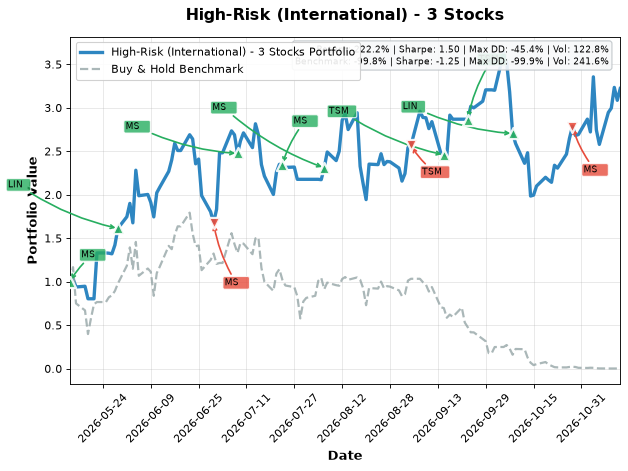 High-Risk (International) - 3 Stocks
High-Risk (International) - 3 Stocks Portfolio
Buy & Hold Benchmark
22.2% | Sharpe: 1.50 | Max DD: -45.4% | Vol: 122.8%
99.8% | Sharpe: -1.25 | Max DD: -99.9% | Vol: 241.6%
Portfolio Value
3.5
3.0
2.5
2.0
1.5
1.0
0.5
0.0
LIN
MS
MS
MS
MS
MS
TSM
LIN
TSM
MS
2026-05-24
2026-06-09
2026-06-25
2026-07-11
2026-07-27
2026-08-12
2026-08-28
2026-09-13
2026-09-29
2026-10-15
2026-10-31
Date